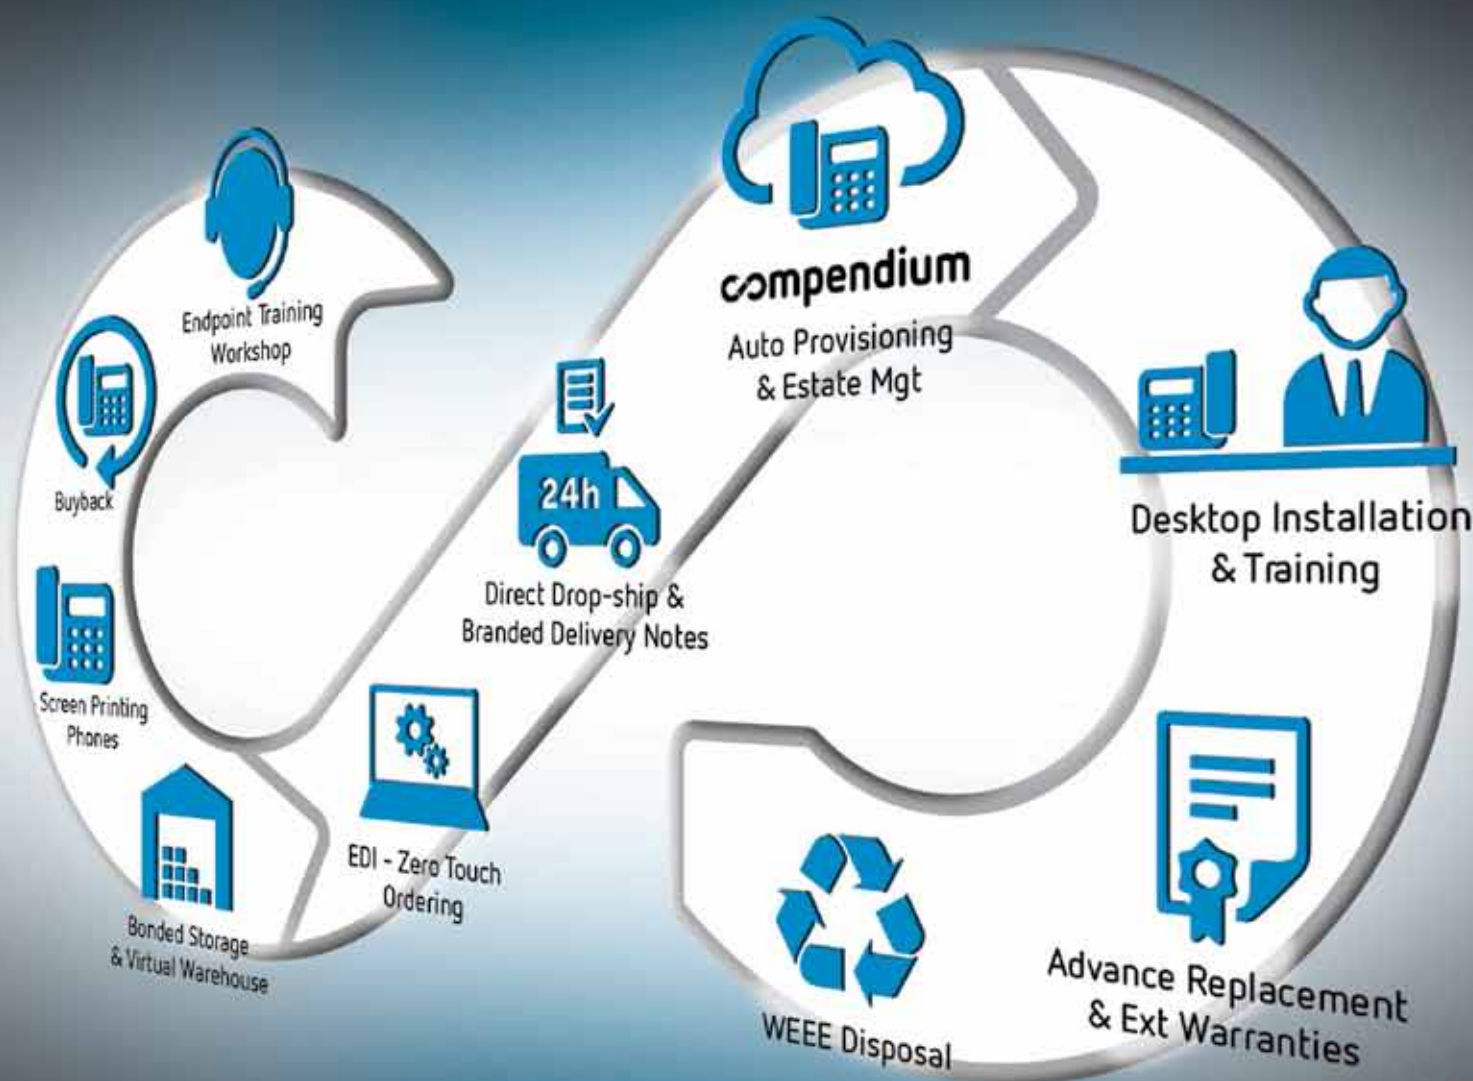 Endpoint Training
Workshop
Buyback
Screen Printing
Phones
Bonded Storage
& Virtual Warehouse
EDI - Zero Touch
Ordering
24h
Direct Drop-ship &
Branded Delivery Notes
compendium
Auto Provisioning
& Estate Mgt
Desktop Installation
& Training
Advance Replacement
& Ext Warranties
WEEE Disposal